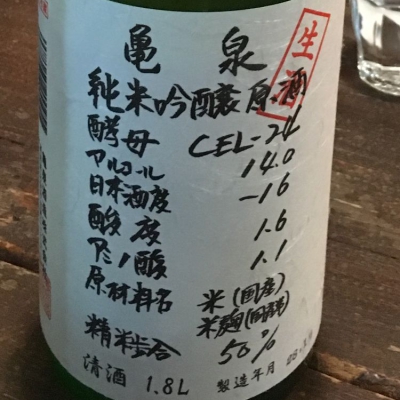 亀泉
生酒
純米吟醸原酒
酵母 CEL-24
アルコール 14.0
日本酒度 -16
酸度 1.6
アミノ酸 1.1
原材料名 米(国産)
米麹(国産米)
精米歩合 50%
清酒 1.8L 製造年月